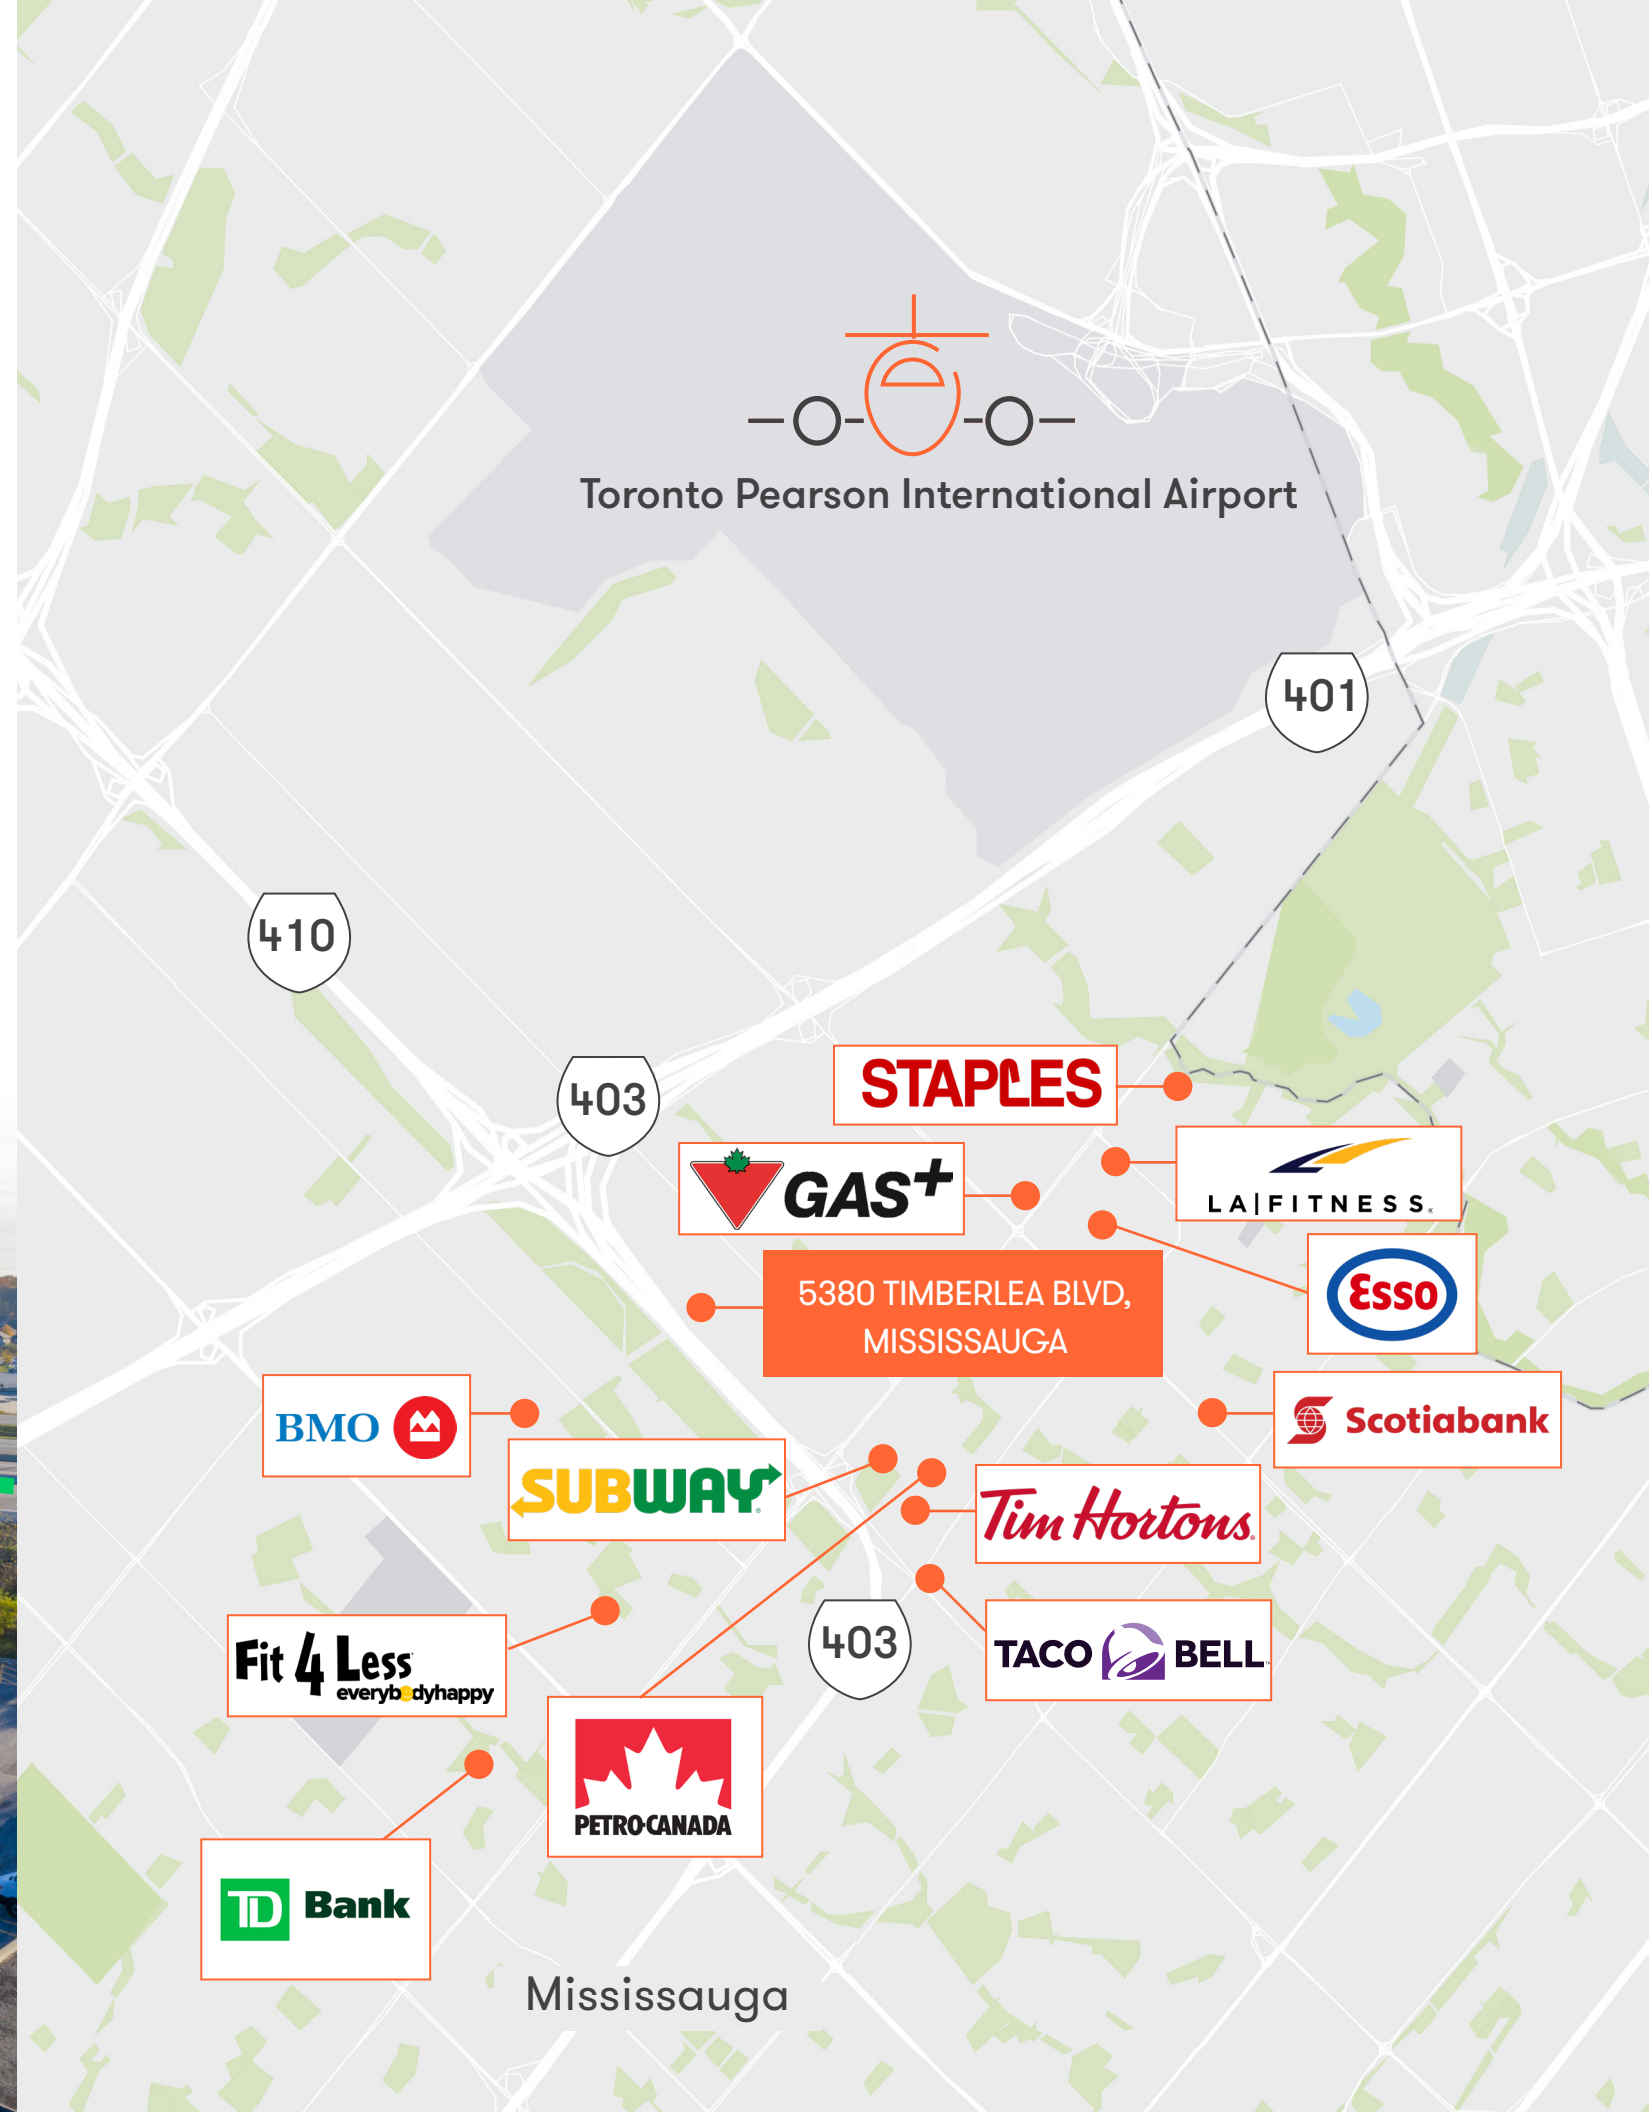 Toronto Pearson International Airport
401
410
403
STAPLES
GAS+
LA|FITNESS.
Esso
5380 TIMBERLEA BLVD,
MISSISSAUGA
BMO
Scotiabank
SUBWAY
Tim Hortons
Fit 4 Less
everybodyhappy
403
TACO BELL
PETRO-CANADA
TD Bank
Mississauga